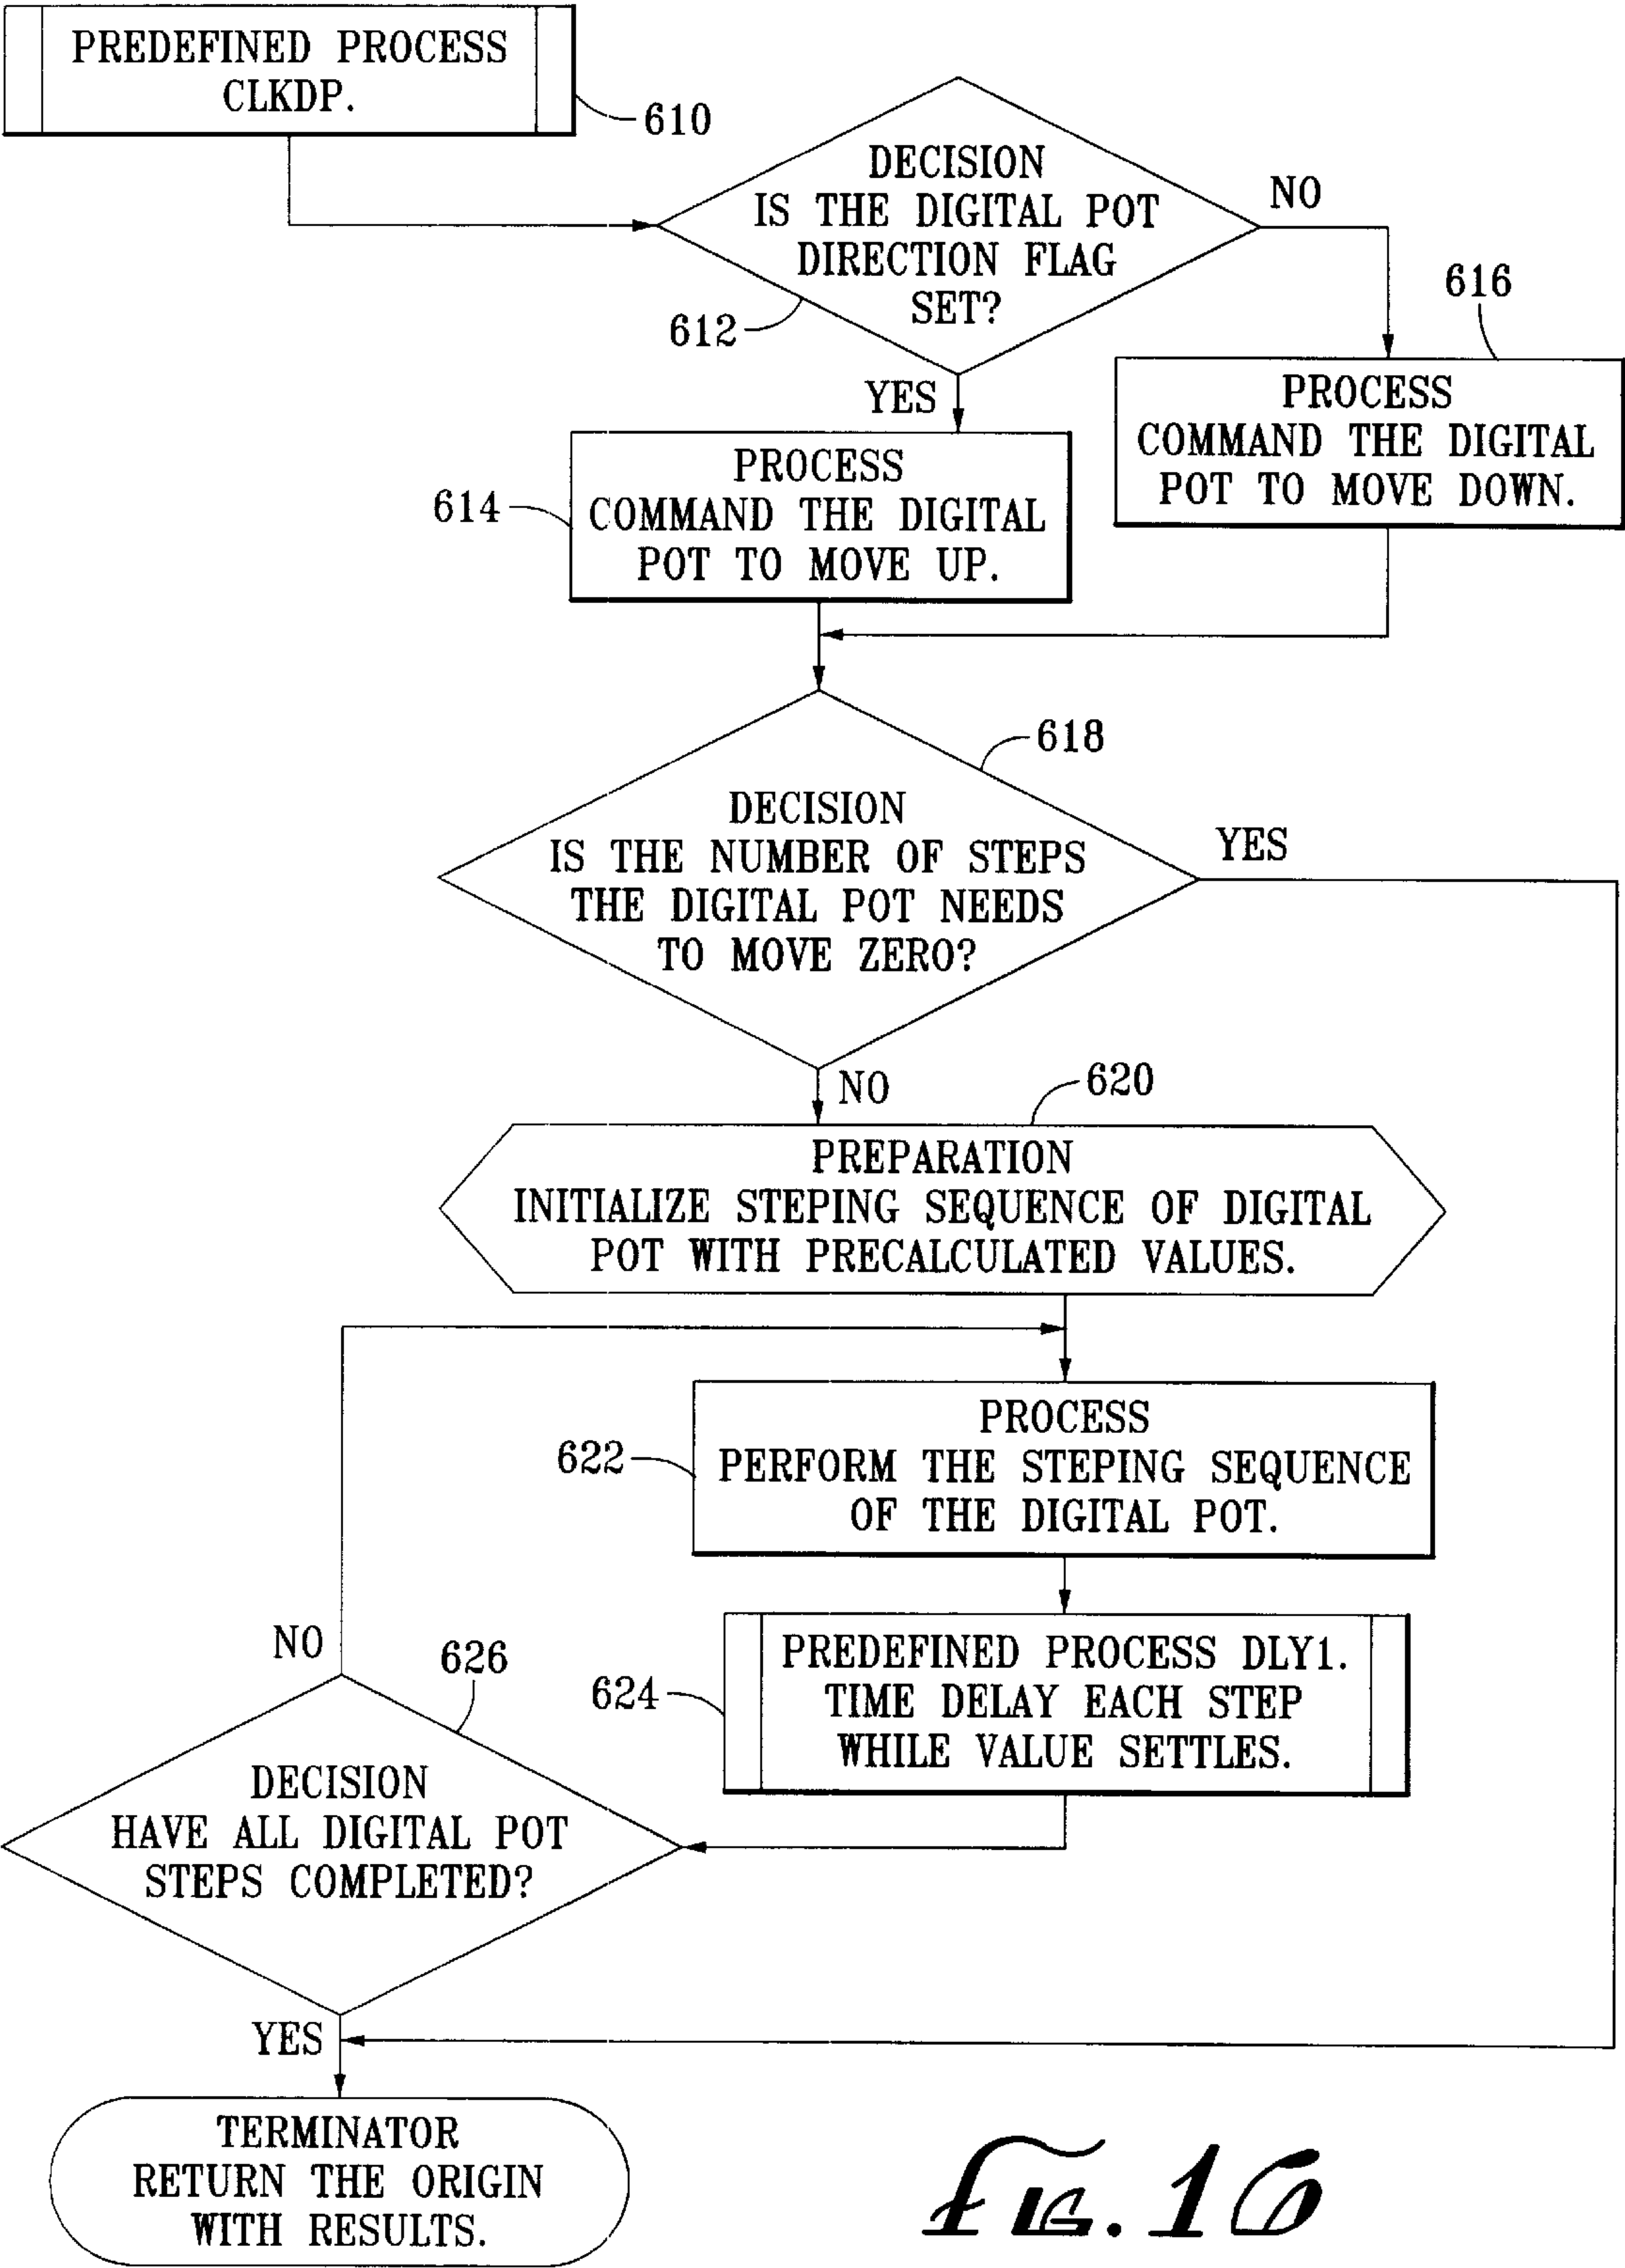 PREDEFINED PROCESS
CLKDP.
610
DECISION
IS THE DIGITAL POT
DIRECTION FLAG
SET?
612
NO
YES
616
PROCESS
COMMAND THE DIGITAL
POT TO MOVE DOWN.
614
PROCESS
COMMAND THE DIGITAL
POT TO MOVE UP.
618
DECISION
IS THE NUMBER OF STEPS
THE DIGITAL POT NEEDS
TO MOVE ZERO?
YES
NO
620
PREPARATION
INITIALIZE STEPING SEQUENCE OF DIGITAL
POT WITH PRECALCULATED VALUES.
622
PROCESS
PERFORM THE STEPING SEQUENCE
OF THE DIGITAL POT.
624
PREDEFINED PROCESS DLY1.
TIME DELAY EACH STEP
WHILE VALUE SETTLES.
NO
626
DECISION
HAVE ALL DIGITAL POT
STEPS COMPLETED?
YES
TERMINATOR
RETURN THE ORIGIN
WITH RESULTS.
FIG. 16